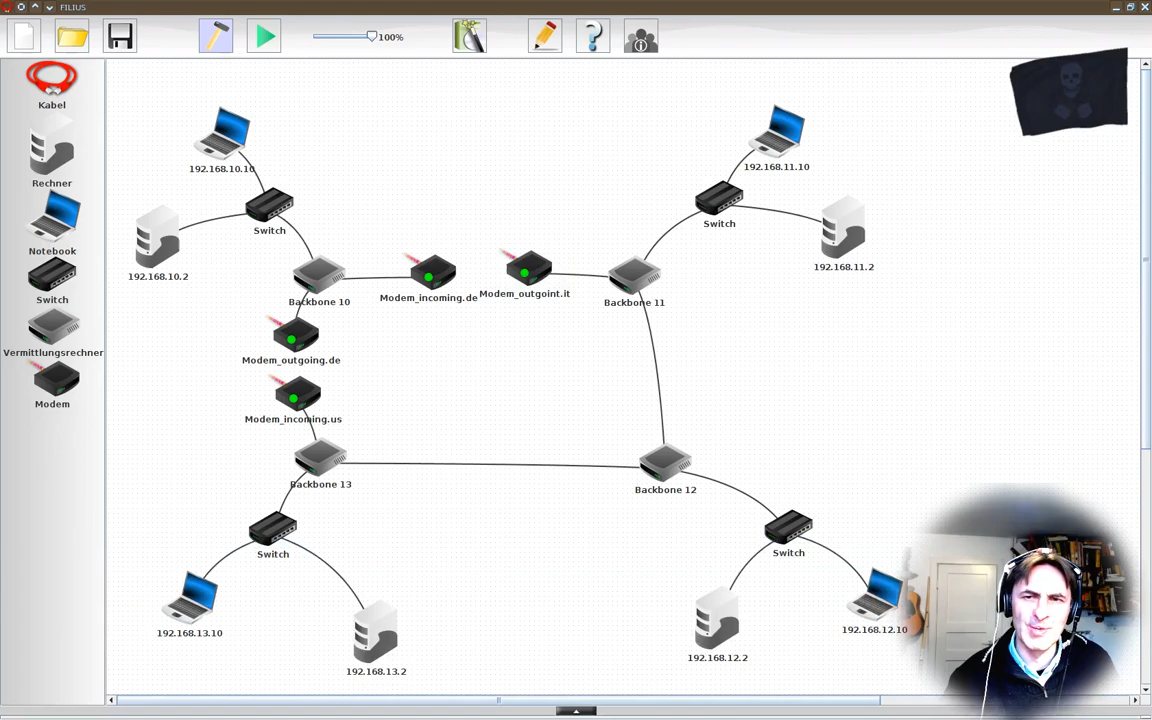 FILIUS
100%
Kabel
Rechner
Notebook
Switch
Vermittlungsrechner
Modem
192.168.10.10
192.168.11.10
Switch
Switch
192.168.10.2
192.168.11.2
Backbone 10
Modem_incoming.de
Modem_outgoint.it
Backbone 11
Modem_outgoing.de
Modem_incoming.us
Backbone 13
Backbone 12
Switch
Switch
192.168.13.10
192.168.12.10
192.168.13.2
192.168.12.2